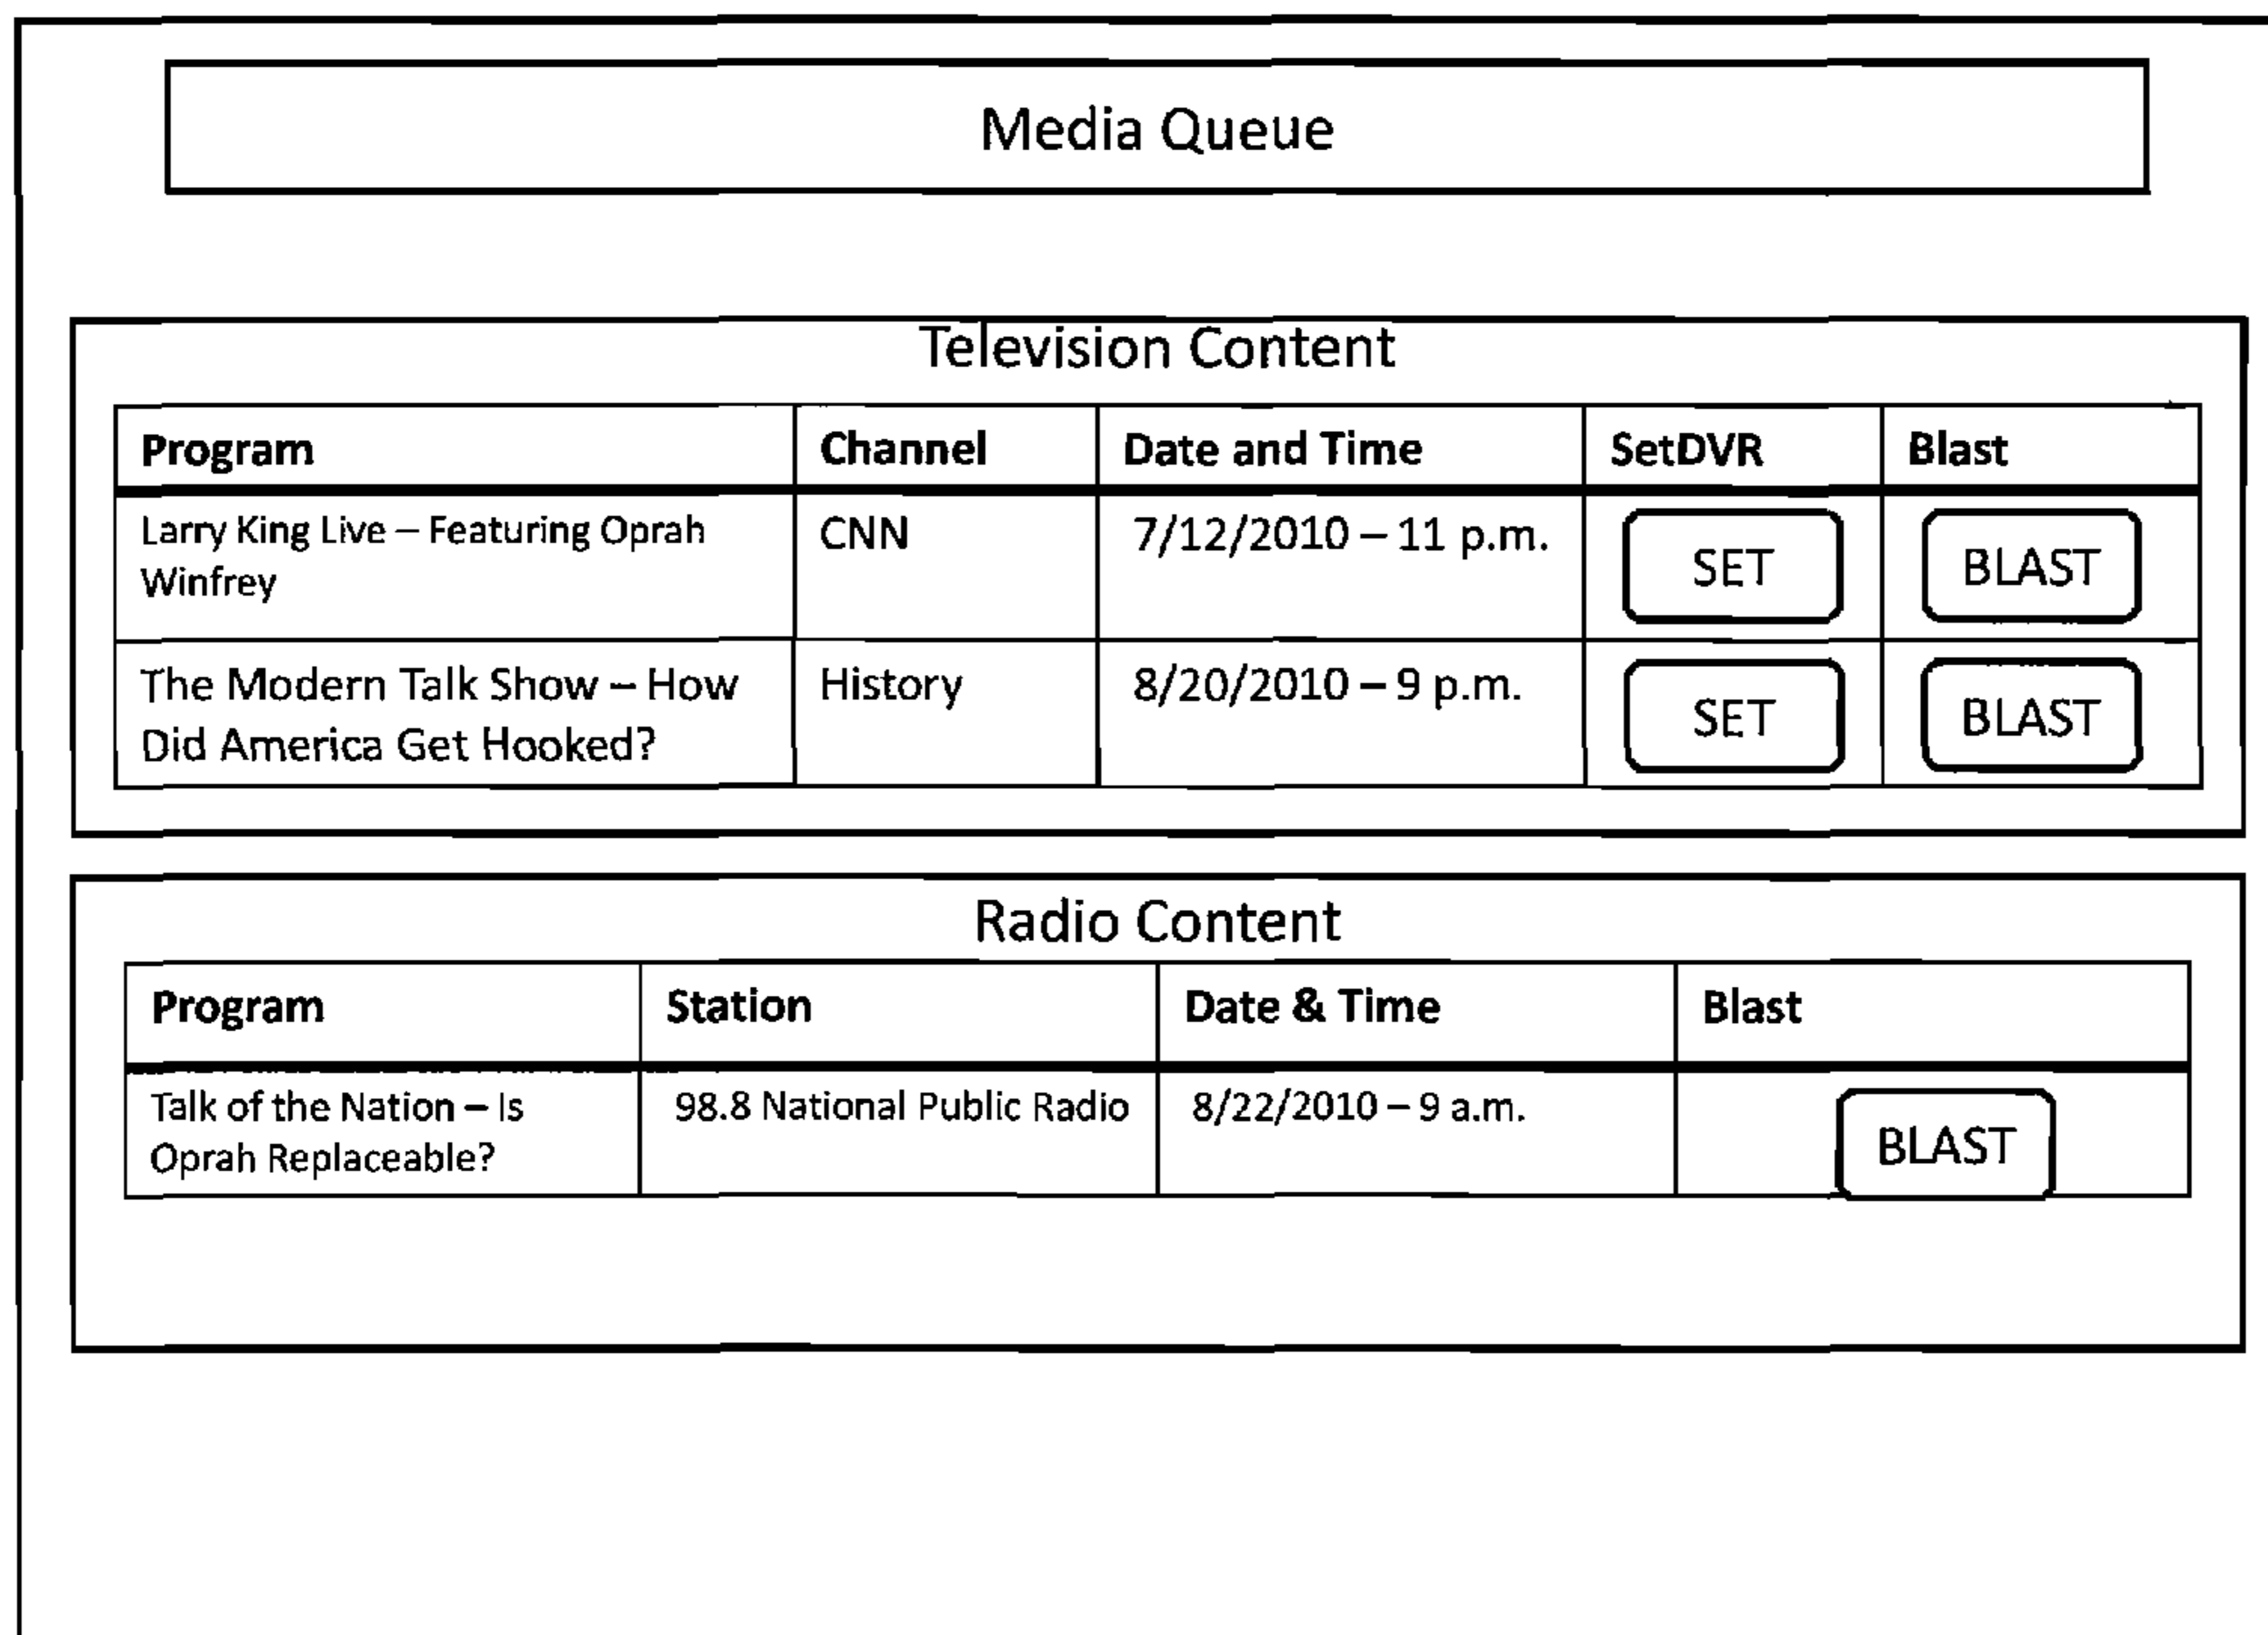 Media Queue
Television Content
Program Channel Date and Time SetDVR Blast
Larry King Live – Featuring Oprah CNN 7/12/2010 – 11 p.m. SET BLAST
Winfrey
The Modern Talk Show – How History 8/20/2010 – 9 p.m. SET BLAST
Did America Get Hooked?
Radio Content
Program Station Date & Time Blast
Talk of the Nation – Is 98.8 National Public Radio 8/22/2010 – 9 a.m. BLAST
Oprah Replaceable?